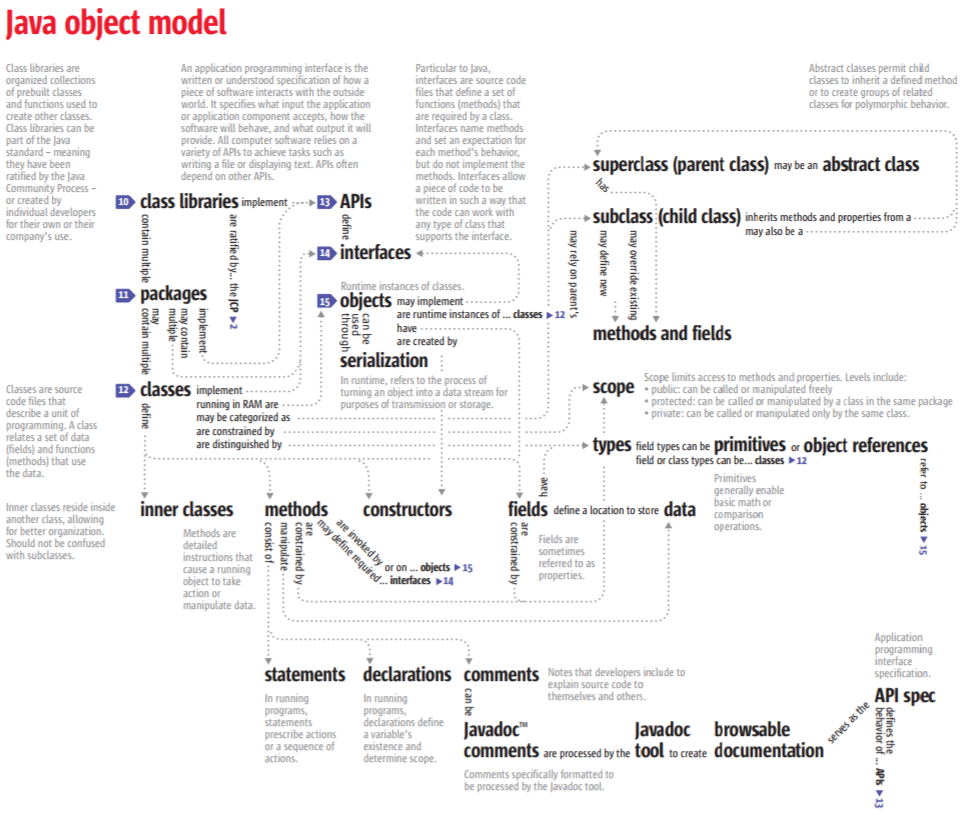 Java object model
Class libraries are
organized collections
of prebuilt classes
and functions used to
create other classes.
Class libraries can be
part of the Java
standard – meaning
they have been
ratified by the Java
Community Process –
or created by
individual developers
for their own or their
company's use.
An application programming interface is the
written or understood specification of how a
piece of software interacts with the outside
world. It specifies what input the application
or application component accepts, how the
software will behave, and what output it will
provide. All computer software relies on a
variety of APIs to achieve tasks such as
writing a file or displaying text. APIs often
depend on other APIs.
Particular to Java,
interfaces are source code
files that define a set of
functions (methods) that
are required by a class.
Interfaces name methods
and set an expectation for
each method's behavior,
but do not implement the
methods. Interfaces allow
a piece of code to be
written in such a way that
the code can work with
any type of class that
supports the interface.
Abstract classes permit child
classes to inherit a defined method
or to create groups of related
classes for polymorphic behavior.
superclass (parent class) may be an abstract class
has
10 class libraries implement
13 APIs
subclass (child class) inherits methods and properties from a
may also be a
contain multiple
are ratified by... the JCP ▼2
define
14 interfaces
may rely on parent's
may define new
may override existing
Runtime instances of classes.
11 packages
15 objects may implement
are runtime instances of ... classes ▶12
have
are created by
may
contain multiple
may contain
multiple
implement
can be
used
through
methods and fields
serialization
In runtime, refers to the process of
turning an object into a data stream for
purposes of transmission or storage.
Classes are source
code files that
describe a unit of
programming. A class
relates a set of data
(fields) and functions
(methods) that use
the data.
12 classes implement
running in RAM are
may be categorized as
are constrained by
are distinguished by
define
scope
Scope limits access to methods and properties. Levels include:
• public: can be called or manipulated freely
• protected: can be called or manipulated by a class in the same package
• private: can be called or manipulated only by the same class.
types field types can be primitives or object references
field or class types can be... classes ▶12
Primitives
generally enable
basic math or
comparison
operations.
refer to ... objects ▼15
have
Inner classes reside inside
another class, allowing
for better organization.
Should not be confused
with subclasses.
inner classes
methods
constructors
fields define a location to store data
Methods are
detailed
instructions that
cause a running
object to take
action or
manipulate data.
consist of
manipulate
are
constrained by
may define required... interfaces ▶14
are invoked by
or on ... objects ▶15
are
constrained by
Fields are
sometimes
referred to as
properties.
statements
declarations
comments
Notes that developers include to
explain source code to
themselves and others.
In running
programs,
statements
prescribe actions
or a sequence of
actions.
In running
programs,
declarations define
a variable's
existence and
determine scope.
can be
Javadoc™
comments are processed by the
Javadoc
tool to create
browsable
documentation
serves as the
Comments specifically formatted to
be processed by the Javadoc tool.
Application
programming
interface
specification.
API spec
defines the
behavior of ... APIs ▼13